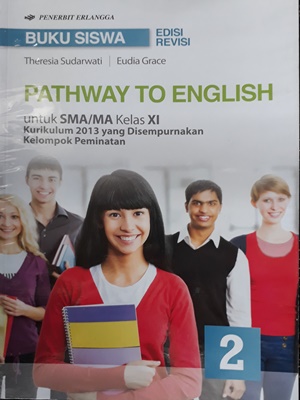 PENERBIT ERLANGGA
BUKU SISWA
EDISI REVISI
Theresia Sudarwati | Eudia Grace
PATHWAY TO ENGLISH
untuk SMA/MA Kelas XI
Kurikulum 2013 yang Disempurnakan
Kelompok Peminatan
2